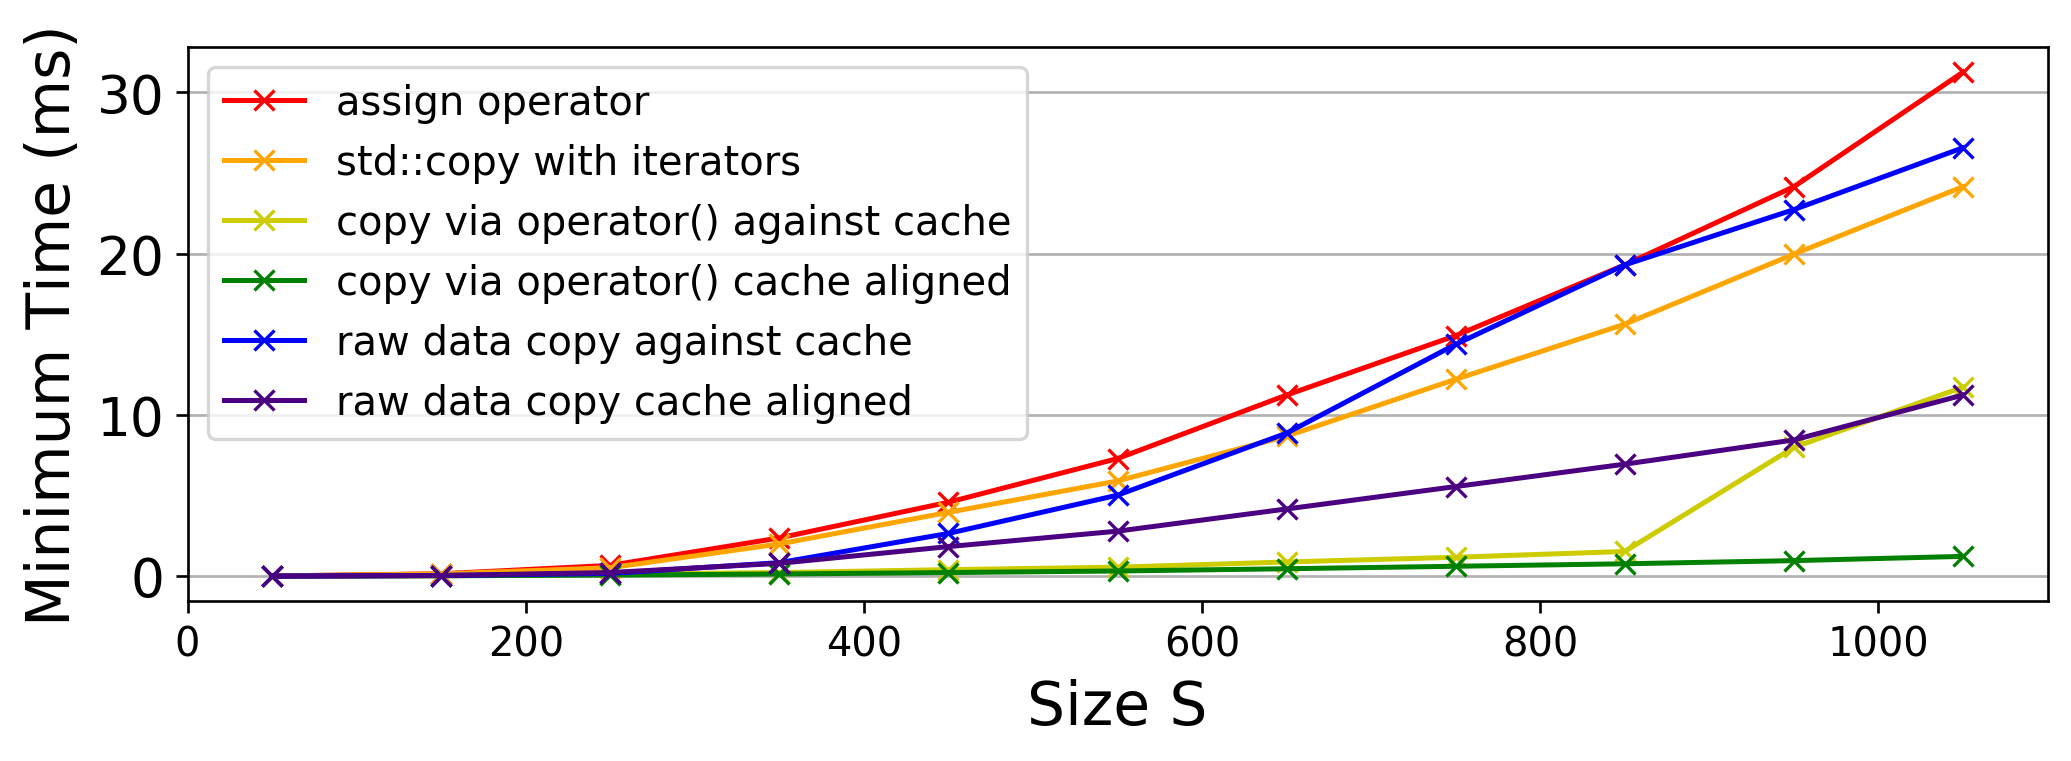 Minimum Time (ms)
30
20
10
0
assign operator
std::copy with iterators
copy via operator() against cache
copy via operator() cache aligned
raw data copy against cache
raw data copy cache aligned
0 200 400 600 800 1000
Size S